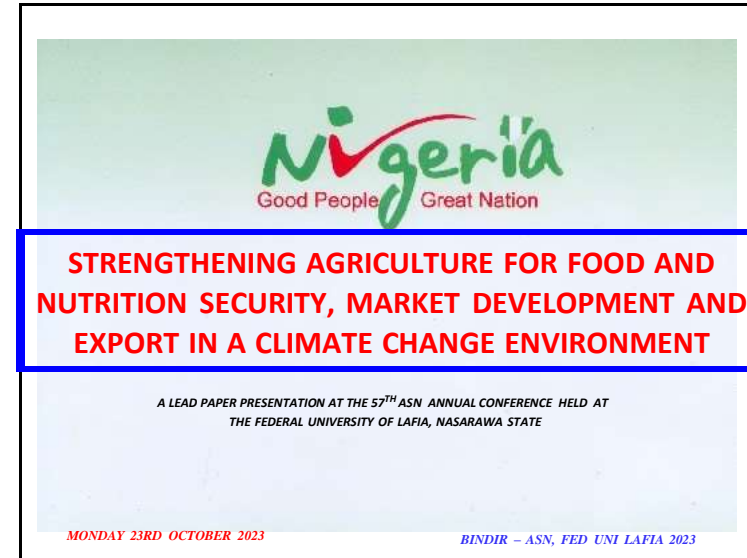 Nigeria
Good People Great Nation
STRENGTHENING AGRICULTURE FOR FOOD AND
NUTRITION SECURITY, MARKET DEVELOPMENT AND
EXPORT IN A CLIMATE CHANGE ENVIRONMENT
A LEAD PAPER PRESENTATION AT THE 57TH ASN ANNUAL CONFERENCE HELD AT
THE FEDERAL UNIVERSITY OF LAFIA, NASARAWA STATE
MONDAY 23RD OCTOBER 2023 BINDIR – ASN, FED UNI LAFIA 2023